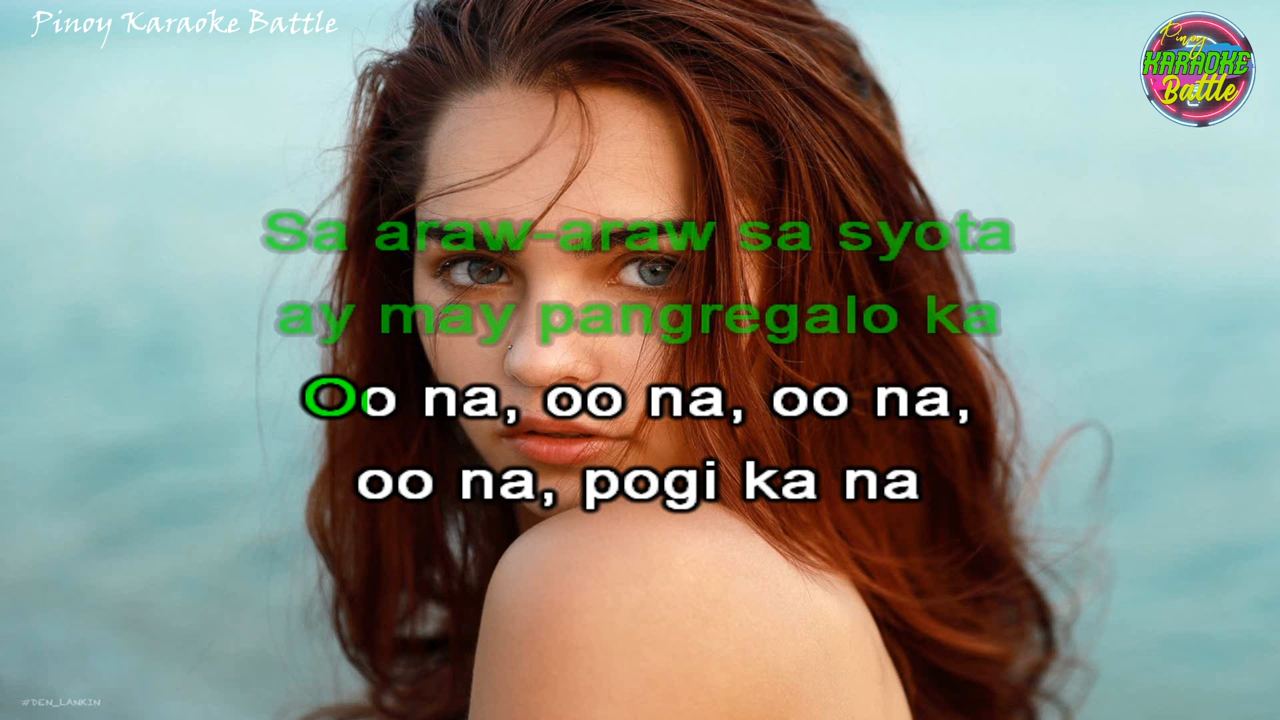 Pinoy Karaoke Battle
Pinoy
KARAOKE
Battle
Sa araw-araw sa syota
ay may pangregalo ka
Oo na, oo na, oo na,
oo na, pogi ka na
#DEN_LANKIN